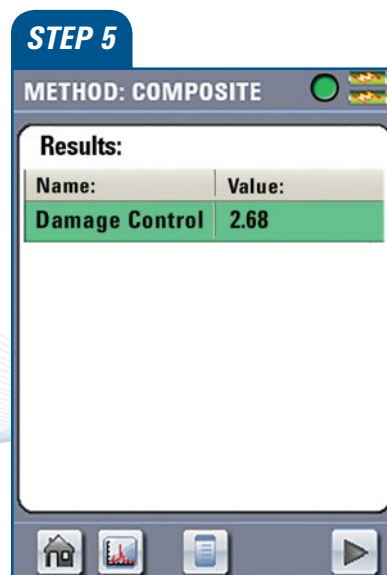 STEP 5
METHOD: COMPOSITE
Results:
Name: Value:
Damage Control 2.68